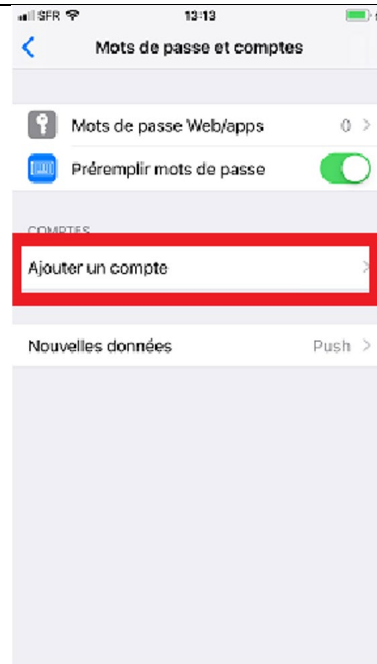 SFR 13:13
Mots de passe et comptes
Mots de passe Web/apps 0
Préremplir mots de passe
COMPTES
Ajouter un compte
Nouvelles données Push